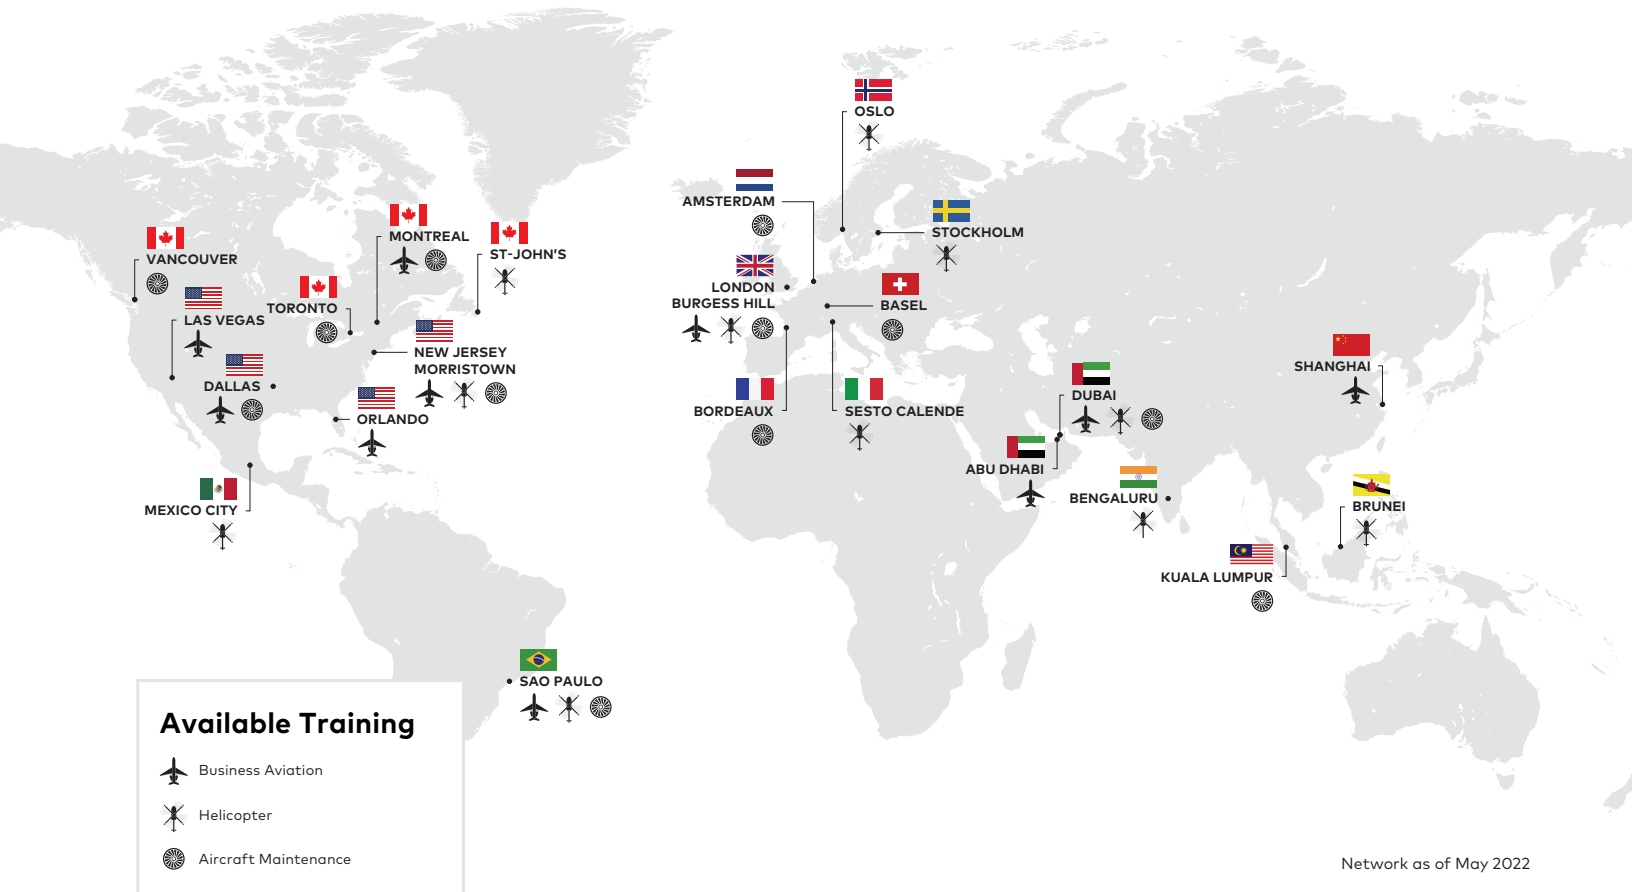 OSLO
AMSTERDAM
STOCKHOLM
MONTREAL
ST-JOHN'S
VANCOUVER
LONDON
BURGESS HILL
BASEL
TORONTO
LAS VEGAS
NEW JERSEY
MORRISTOWN
SHANGHAI
DALLAS
DUBAI
ORLANDO
BORDEAUX
SESTO CALENDE
ABU DHABI
BENGALURU
MEXICO CITY
BRUNEI
KUALA LUMPUR
SAO PAULO
Available Training
Business Aviation
Helicopter
Aircraft Maintenance
Network as of May 2022